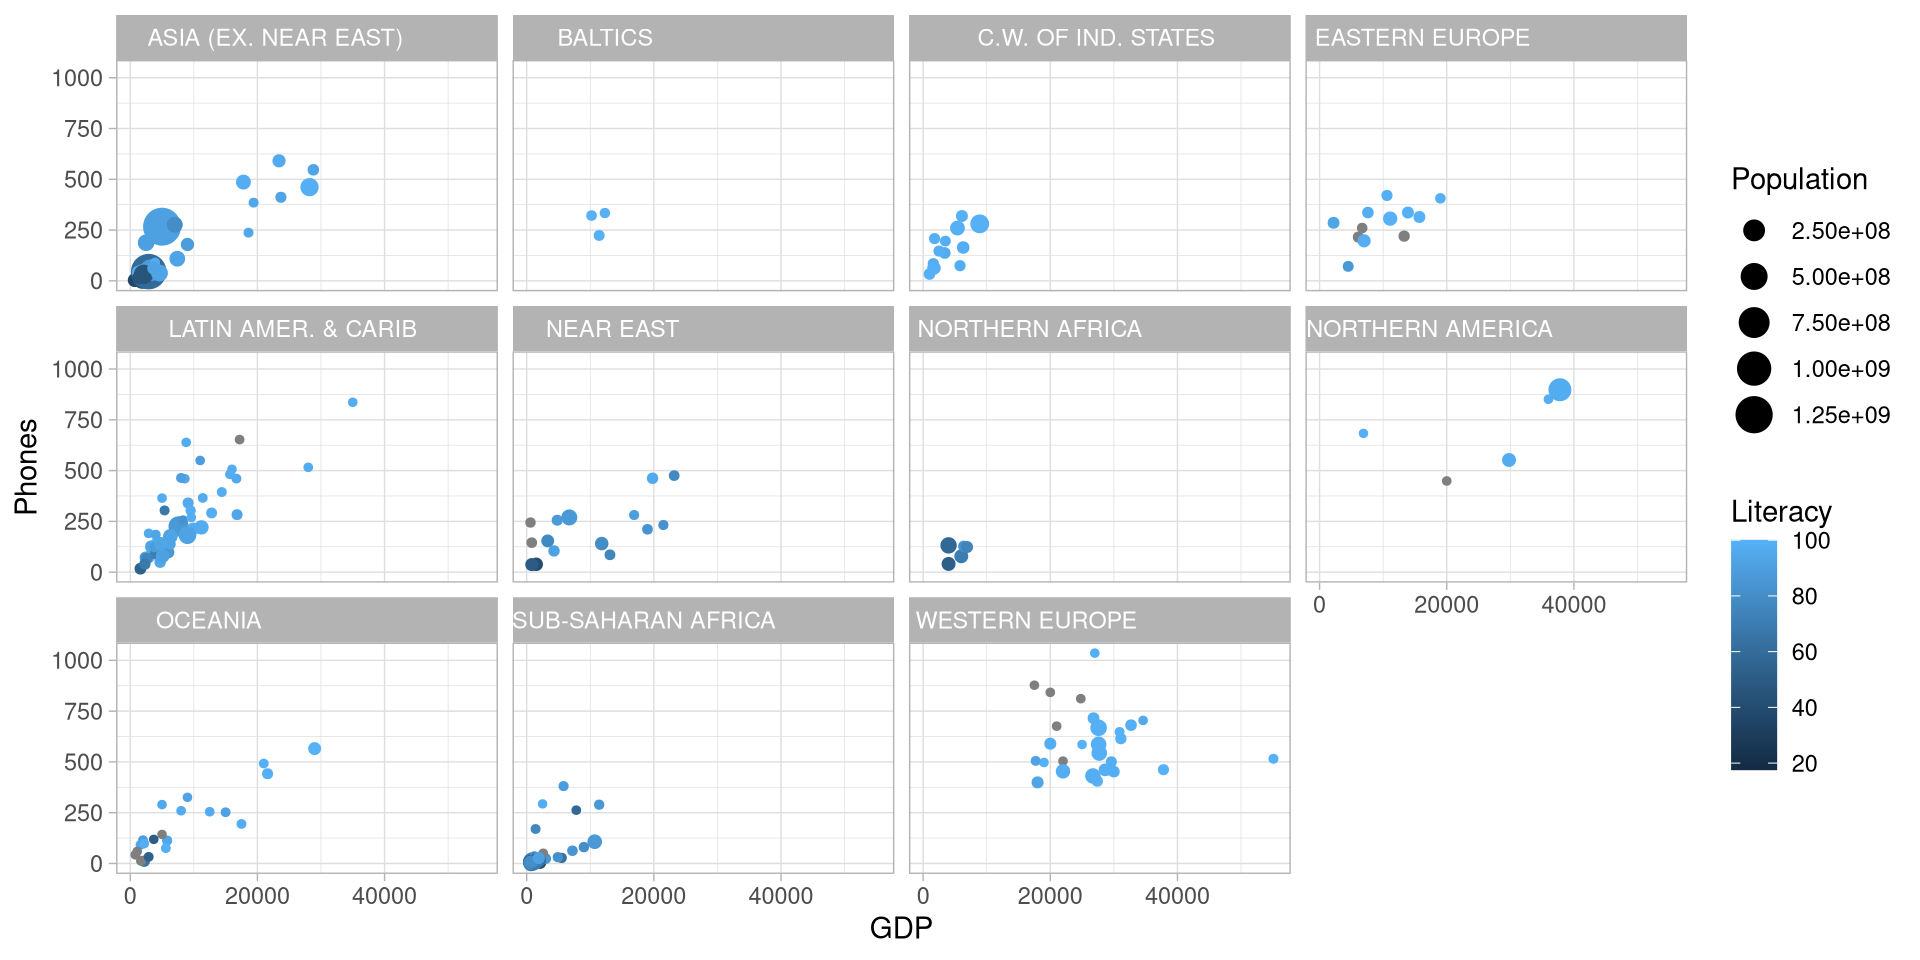 ASIA (EX. NEAR EAST) BALTICS C.W. OF IND. STATES EASTERN EUROPE
1000
750
500
250
0
LATIN AMER. & CARIB NEAR EAST NORTHERN AFRICA NORTHERN AMERICA
1000
750
500
250
0
0 20000 40000
OCEANIA SUB-SAHARAN AFRICA WESTERN EUROPE
1000
750
500
250
0
0 20000 40000 0 20000 40000 0 20000 40000
GDP
Phones
Population
2.50e+08
5.00e+08
7.50e+08
1.00e+09
1.25e+09
Literacy
100
80
60
40
20